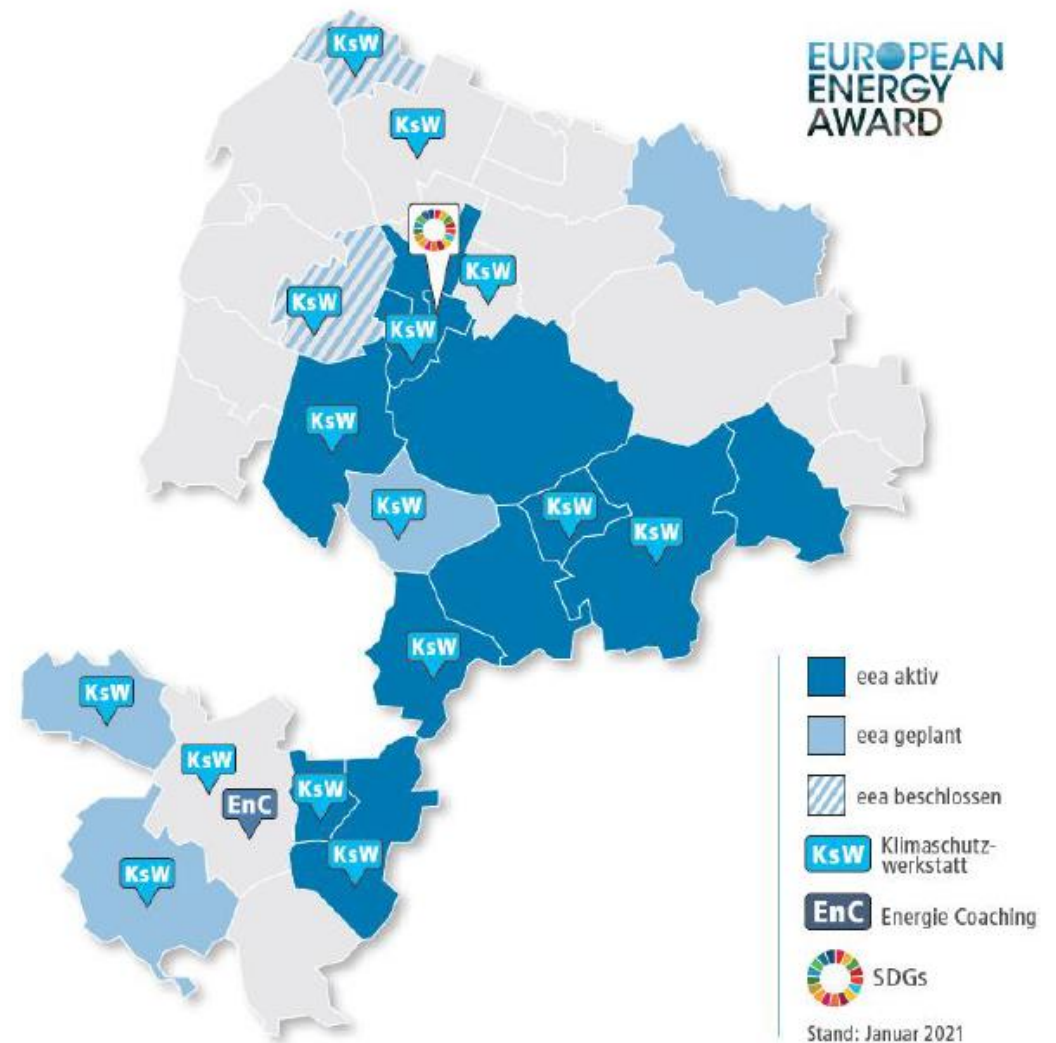 EUROPEAN
ENERGY
AWARD
KsW
KsW
KsW
KsW
KsW
KsW
KsW
KsW
KsW
KsW
KsW
KsW
KsW
EnC
KsW
KsW
eea aktiv
eea geplant
eea beschlossen
KsW Klimaschutz-
werkstatt
EnC Energie Coaching
SDGs
Stand: Januar 2021